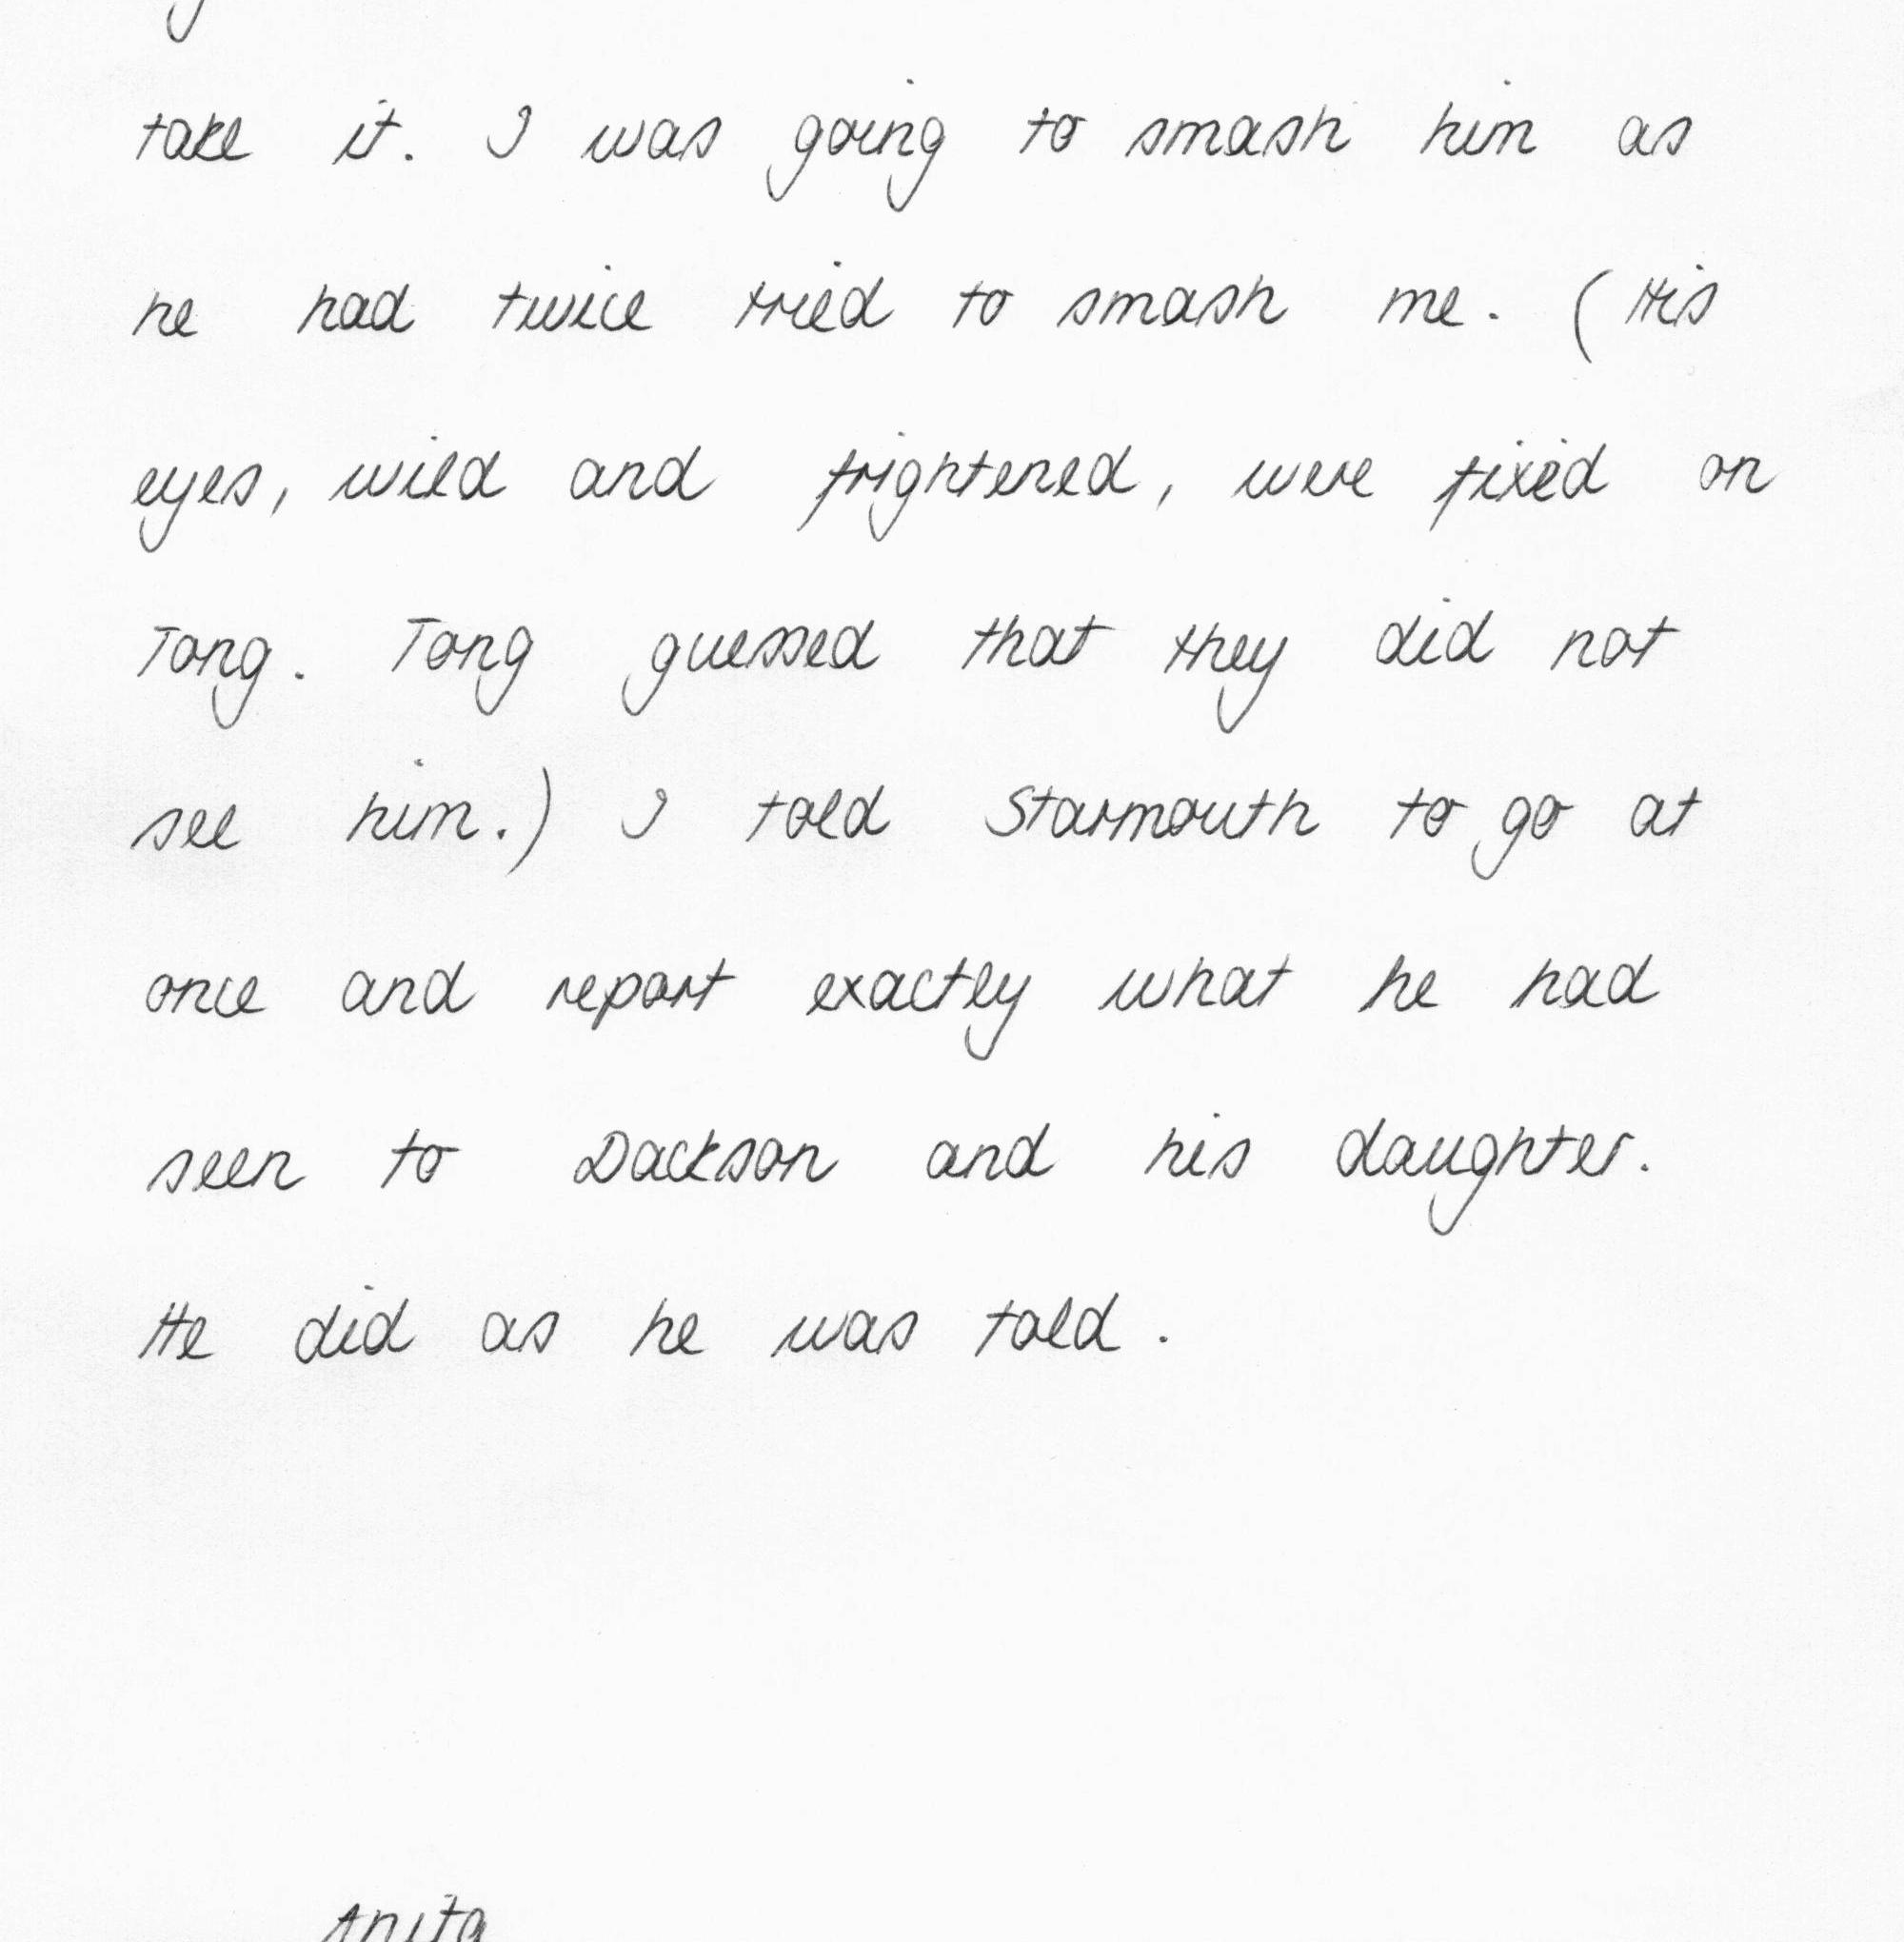 take it. I was going to smash him as
he had twice tried to smash me. (His
eyes, wild and frightened, were fixed on
Tong. Tong guessed that they did not
see him.) I told Starmouth to go at
once and report exactly what he had
seen to Dackson and his daughter.
He did as he was told.
Anita